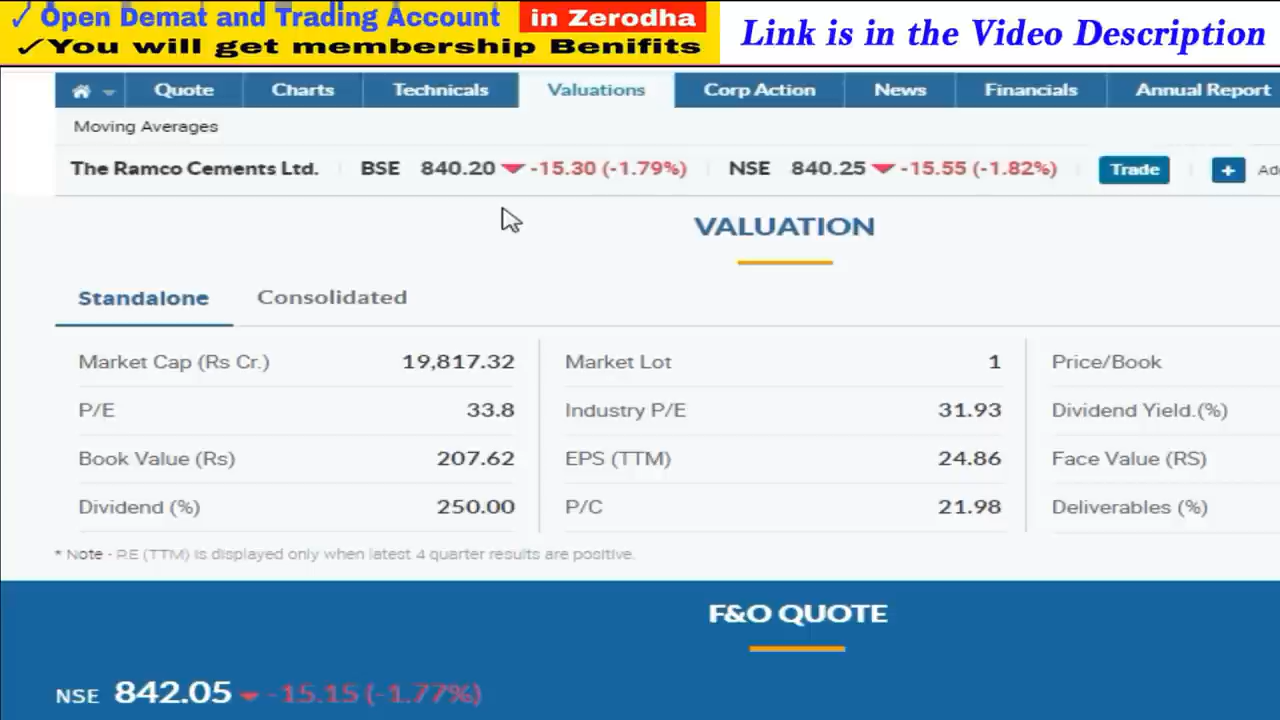 ✓ Open Demat and Trading Account in Zerodha
✓You will get membership Benifits
Link is in the Video Description
Quote Charts Technicals Valuations Corp Action News Financials Annual Report
Moving Averages
The Ramco Cements Ltd. BSE 840.20 -15.30 (-1.79%) NSE 840.25 -15.55 (-1.82%) Trade +
VALUATION
Standalone Consolidated
Market Cap (Rs Cr.) 19,817.32 Market Lot 1 Price/Book
P/E 33.8 Industry P/E 31.93 Dividend Yield.(%)
Book Value (Rs) 207.62 EPS (TTM) 24.86 Face Value (RS)
Dividend (%) 250.00 P/C 21.98 Deliverables (%)
* Note - P.E (TTM) is displayed only when latest 4 quarter results are positive.
F&O QUOTE
NSE 842.05 -15.15 (-1.77%)